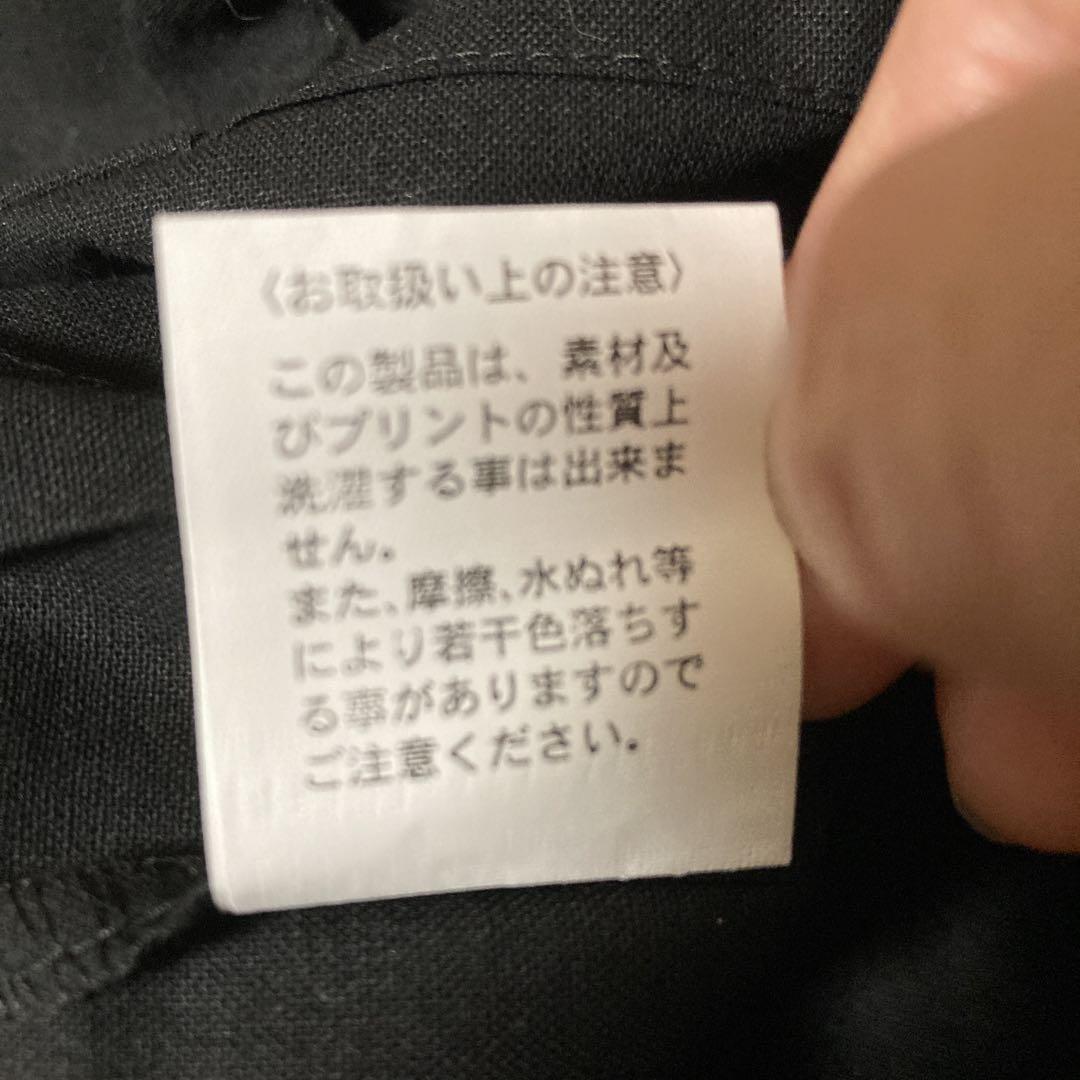 〈お取扱い上の注意〉
この製品は、素材及
びプリントの性質上
洗濯する事は出来ま
せん。
また、摩擦、水ぬれ等
により若干色落ちす
る事がありますので
ご注意ください。